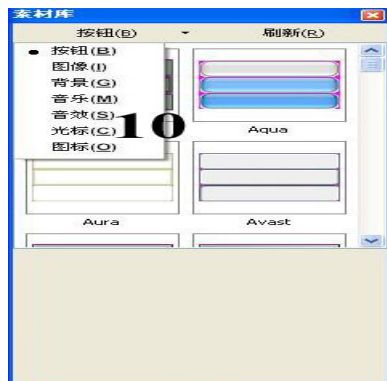 素材库
按钮(B) 刷新(R)
按钮(B)
图像(I)
背景(G)
音乐(M)
音效(S)
光标(C)
图标(O)
10
Aqua
Aura
Avast